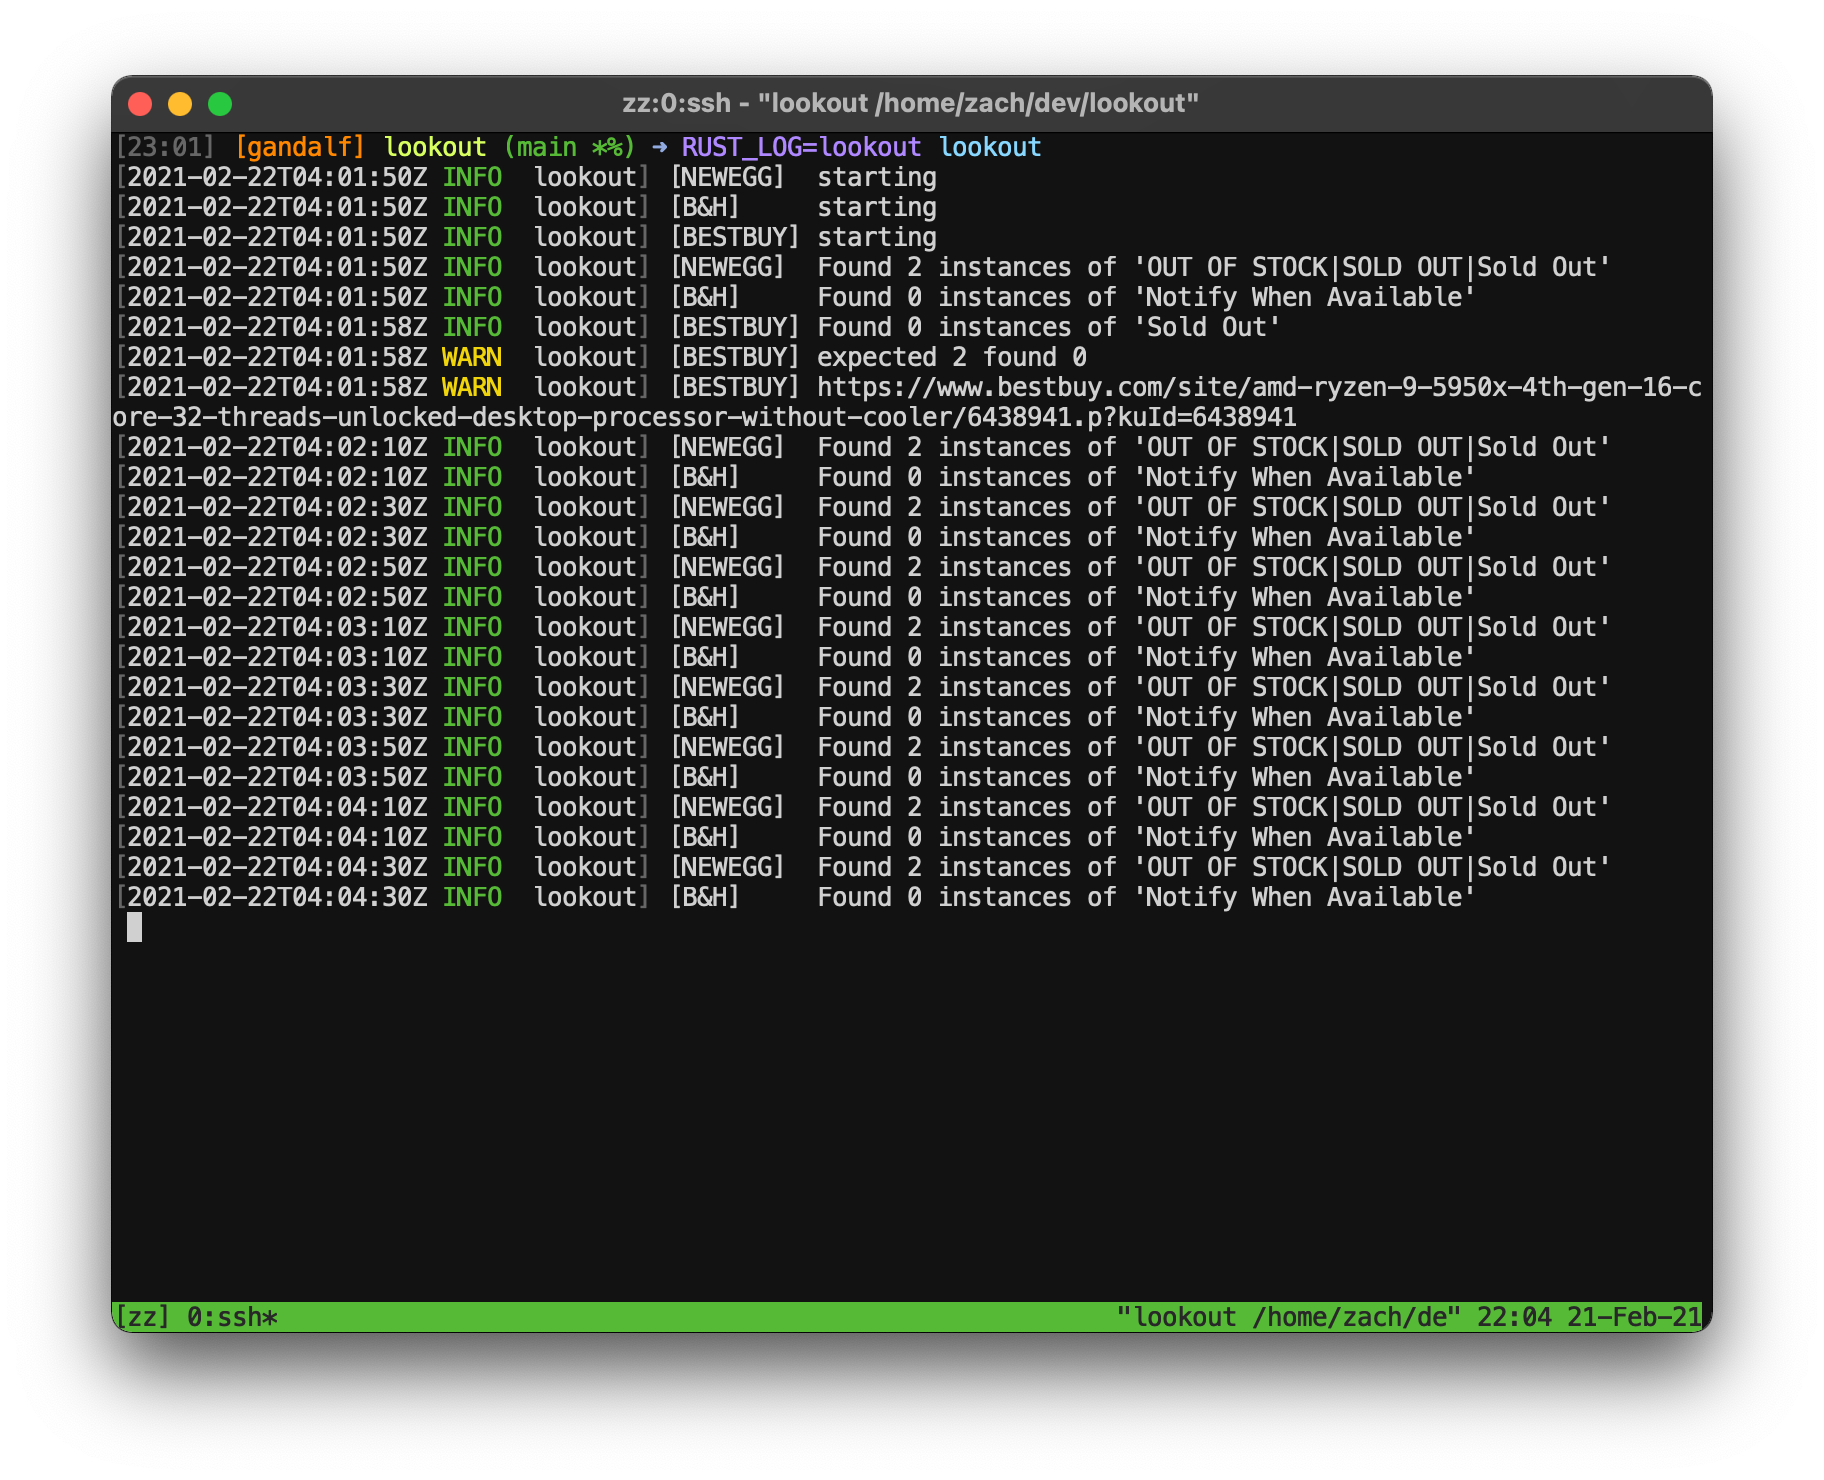 zz:0:ssh - "lookout /home/zach/dev/lookout"
[23:01] [gandalf] lookout (main *%) ➜ RUST_LOG=lookout lookout
[2021-02-22T04:01:50Z INFO  lookout] [NEWEGG]  starting
[2021-02-22T04:01:50Z INFO  lookout] [B&H]     starting
[2021-02-22T04:01:50Z INFO  lookout] [BESTBUY] starting
[2021-02-22T04:01:50Z INFO  lookout] [NEWEGG]  Found 2 instances of 'OUT OF STOCK|SOLD OUT|Sold Out'
[2021-02-22T04:01:50Z INFO  lookout] [B&H]     Found 0 instances of 'Notify When Available'
[2021-02-22T04:01:58Z INFO  lookout] [BESTBUY] Found 0 instances of 'Sold Out'
[2021-02-22T04:01:58Z WARN  lookout] [BESTBUY] expected 2 found 0
[2021-02-22T04:01:58Z WARN  lookout] [BESTBUY] https://www.bestbuy.com/site/amd-ryzen-9-5950x-4th-gen-16-c
ore-32-threads-unlocked-desktop-processor-without-cooler/6438941.p?kuId=6438941
[2021-02-22T04:02:10Z INFO  lookout] [NEWEGG]  Found 2 instances of 'OUT OF STOCK|SOLD OUT|Sold Out'
[2021-02-22T04:02:10Z INFO  lookout] [B&H]     Found 0 instances of 'Notify When Available'
[2021-02-22T04:02:30Z INFO  lookout] [NEWEGG]  Found 2 instances of 'OUT OF STOCK|SOLD OUT|Sold Out'
[2021-02-22T04:02:30Z INFO  lookout] [B&H]     Found 0 instances of 'Notify When Available'
[2021-02-22T04:02:50Z INFO  lookout] [NEWEGG]  Found 2 instances of 'OUT OF STOCK|SOLD OUT|Sold Out'
[2021-02-22T04:02:50Z INFO  lookout] [B&H]     Found 0 instances of 'Notify When Available'
[2021-02-22T04:03:10Z INFO  lookout] [NEWEGG]  Found 2 instances of 'OUT OF STOCK|SOLD OUT|Sold Out'
[2021-02-22T04:03:10Z INFO  lookout] [B&H]     Found 0 instances of 'Notify When Available'
[2021-02-22T04:03:30Z INFO  lookout] [NEWEGG]  Found 2 instances of 'OUT OF STOCK|SOLD OUT|Sold Out'
[2021-02-22T04:03:30Z INFO  lookout] [B&H]     Found 0 instances of 'Notify When Available'
[2021-02-22T04:03:50Z INFO  lookout] [NEWEGG]  Found 2 instances of 'OUT OF STOCK|SOLD OUT|Sold Out'
[2021-02-22T04:03:50Z INFO  lookout] [B&H]     Found 0 instances of 'Notify When Available'
[2021-02-22T04:04:10Z INFO  lookout] [NEWEGG]  Found 2 instances of 'OUT OF STOCK|SOLD OUT|Sold Out'
[2021-02-22T04:04:10Z INFO  lookout] [B&H]     Found 0 instances of 'Notify When Available'
[2021-02-22T04:04:30Z INFO  lookout] [NEWEGG]  Found 2 instances of 'OUT OF STOCK|SOLD OUT|Sold Out'
[2021-02-22T04:04:30Z INFO  lookout] [B&H]     Found 0 instances of 'Notify When Available'
[zz] 0:ssh* "lookout /home/zach/de" 22:04 21-Feb-21